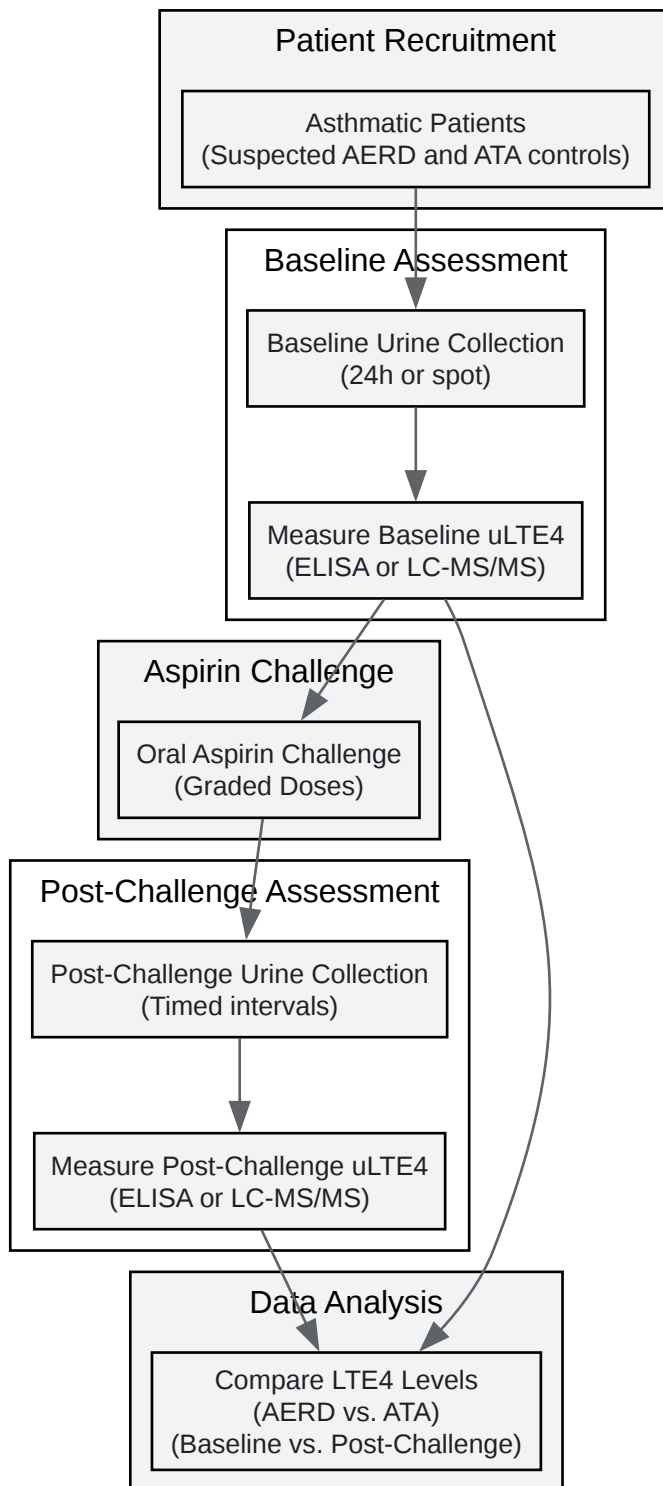 Patient Recruitment
Asthmatic Patients
(Suspected AERD and ATA controls)
Baseline Assessment
Baseline Urine Collection
(24h or spot)
Measure Baseline uLTE4
(ELISA or LC-MS/MS)
Aspirin Challenge
Oral Aspirin Challenge
(Graded Doses)
Post-Challenge Assessment
Post-Challenge Urine Collection
(Timed intervals)
Measure Post-Challenge uLTE4
(ELISA or LC-MS/MS)
Data Analysis
Compare LTE4 Levels
(AERD vs. ATA)
(Baseline vs. Post-Challenge)